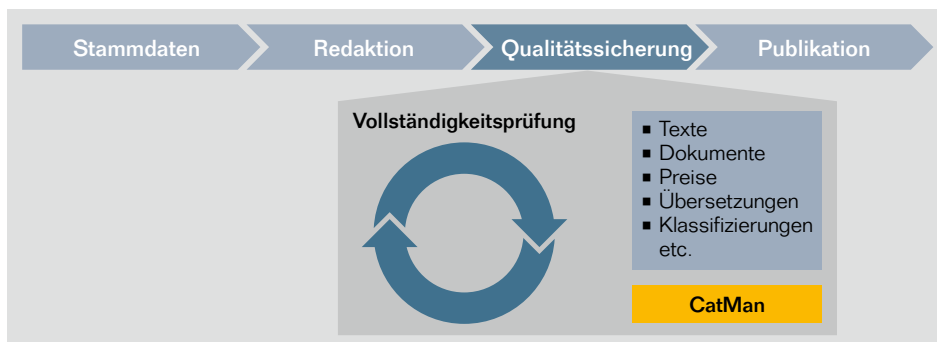 Stammdaten
Redaktion
Qualitätssicherung
Publikation
Vollständigkeitsprüfung
▪ Texte
▪ Dokumente
▪ Preise
▪ Übersetzungen
▪ Klassifizierungen
etc.
CatMan